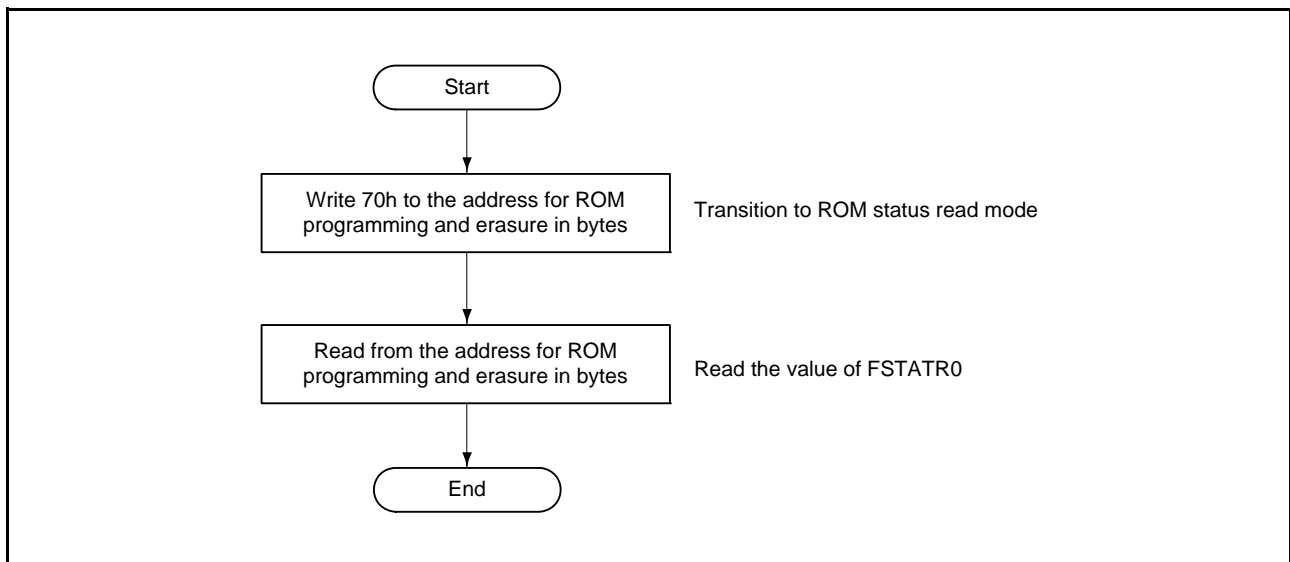 Start
Write 70h to the address for ROM
programming and erasure in bytes
Transition to ROM status read mode
Read from the address for ROM
programming and erasure in bytes
Read the value of FSTATR0
End